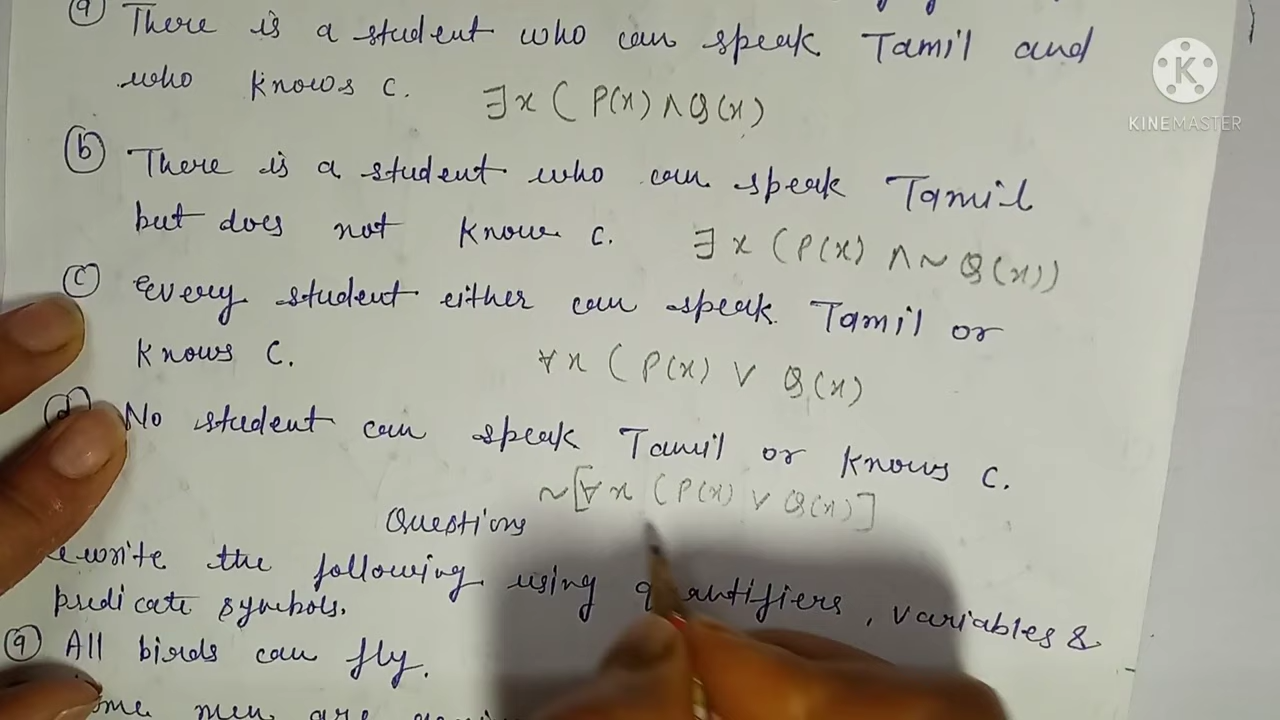 (a) There is a student who can speak Tamil and
who knows C. ∃x ( P(x) ∧ Q(x)
KINEMASTER
(b) There is a student who can speak Tamil
but does not know C. ∃ x (P(x) ∧ ~ Q(x))
(c) Every student either can speak Tamil or
knows C. ∀x ( P(x) ∨ Q(x)
No student can speak Tamil or knows C.
~[∀x (P(x) ∨ Q(x)]
Questions
write the following using quantifiers, variables &
predicate symbols.
(a) All birds can fly.
men are